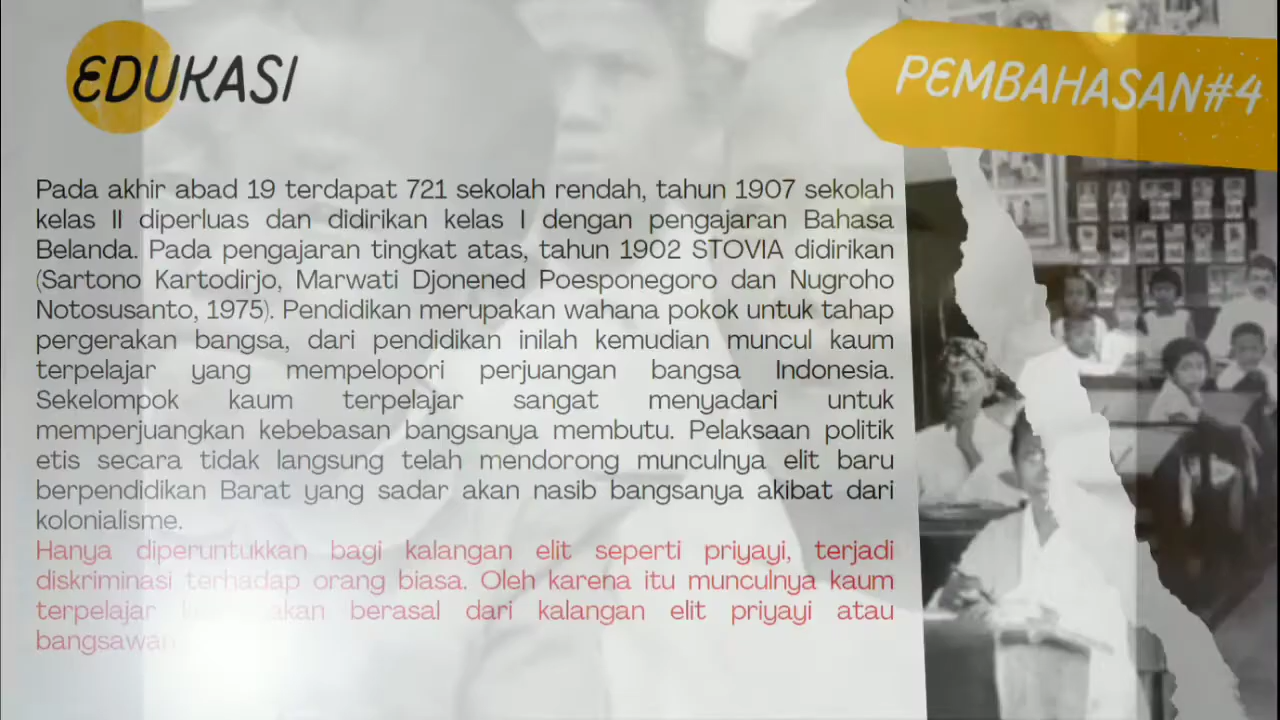 EDUKASI
PEMBAHASAN#4
Pada akhir abad 19 terdapat 721 sekolah rendah, tahun 1907 sekolah
kelas II diperluas dan didirikan kelas I dengan pengajaran Bahasa
Belanda. Pada pengajaran tingkat atas, tahun 1902 STOVIA didirikan
(Sartono Kartodirjo, Marwati Djonened Poesponegoro dan Nugroho
Notosusanto, 1975). Pendidikan merupakan wahana pokok untuk tahap
pergerakan bangsa, dari pendidikan inilah kemudian muncul kaum
terpelajar yang mempelopori perjuangan bangsa Indonesia.
Sekelompok kaum terpelajar sangat menyadari untuk
memperjuangkan kebebasan bangsanya membutu. Pelaksaan politik
etis secara tidak langsung telah mendorong munculnya elit baru
berpendidikan Barat yang sadar akan nasib bangsanya akibat dari
kolonialisme.
Hanya diperuntukkan bagi kalangan elit seperti priyayi, terjadi
diskriminasi terhadap orang biasa. Oleh karena itu munculnya kaum
terpelajar berasal dari kalangan elit priyayi atau
bangsawan